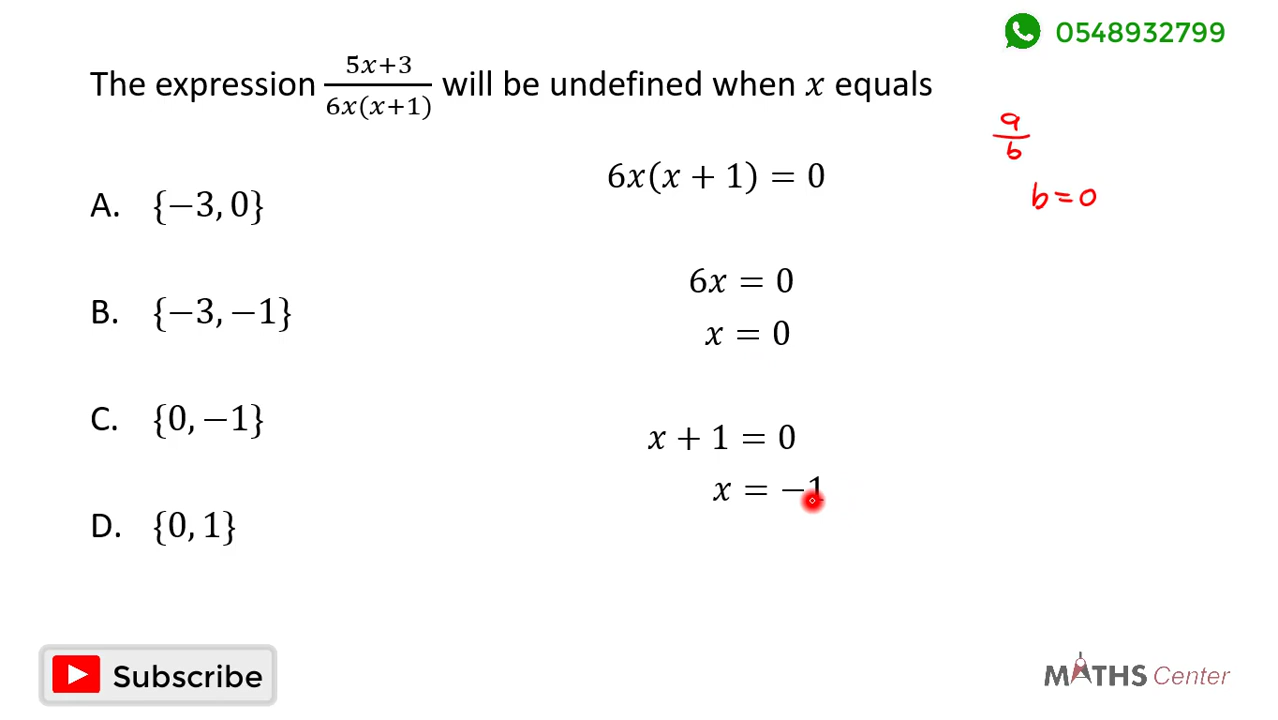 0548932799
The expression \frac{5x+3}{6x(x+1)} will be undefined when x equals
a/b
b=0
6x(x + 1) = 0
A. {−3, 0}
6x = 0
B. {−3, −1}
x = 0
C. {0, −1}
x + 1 = 0
x = −1
D. {0, 1}
Subscribe
MATHS Center